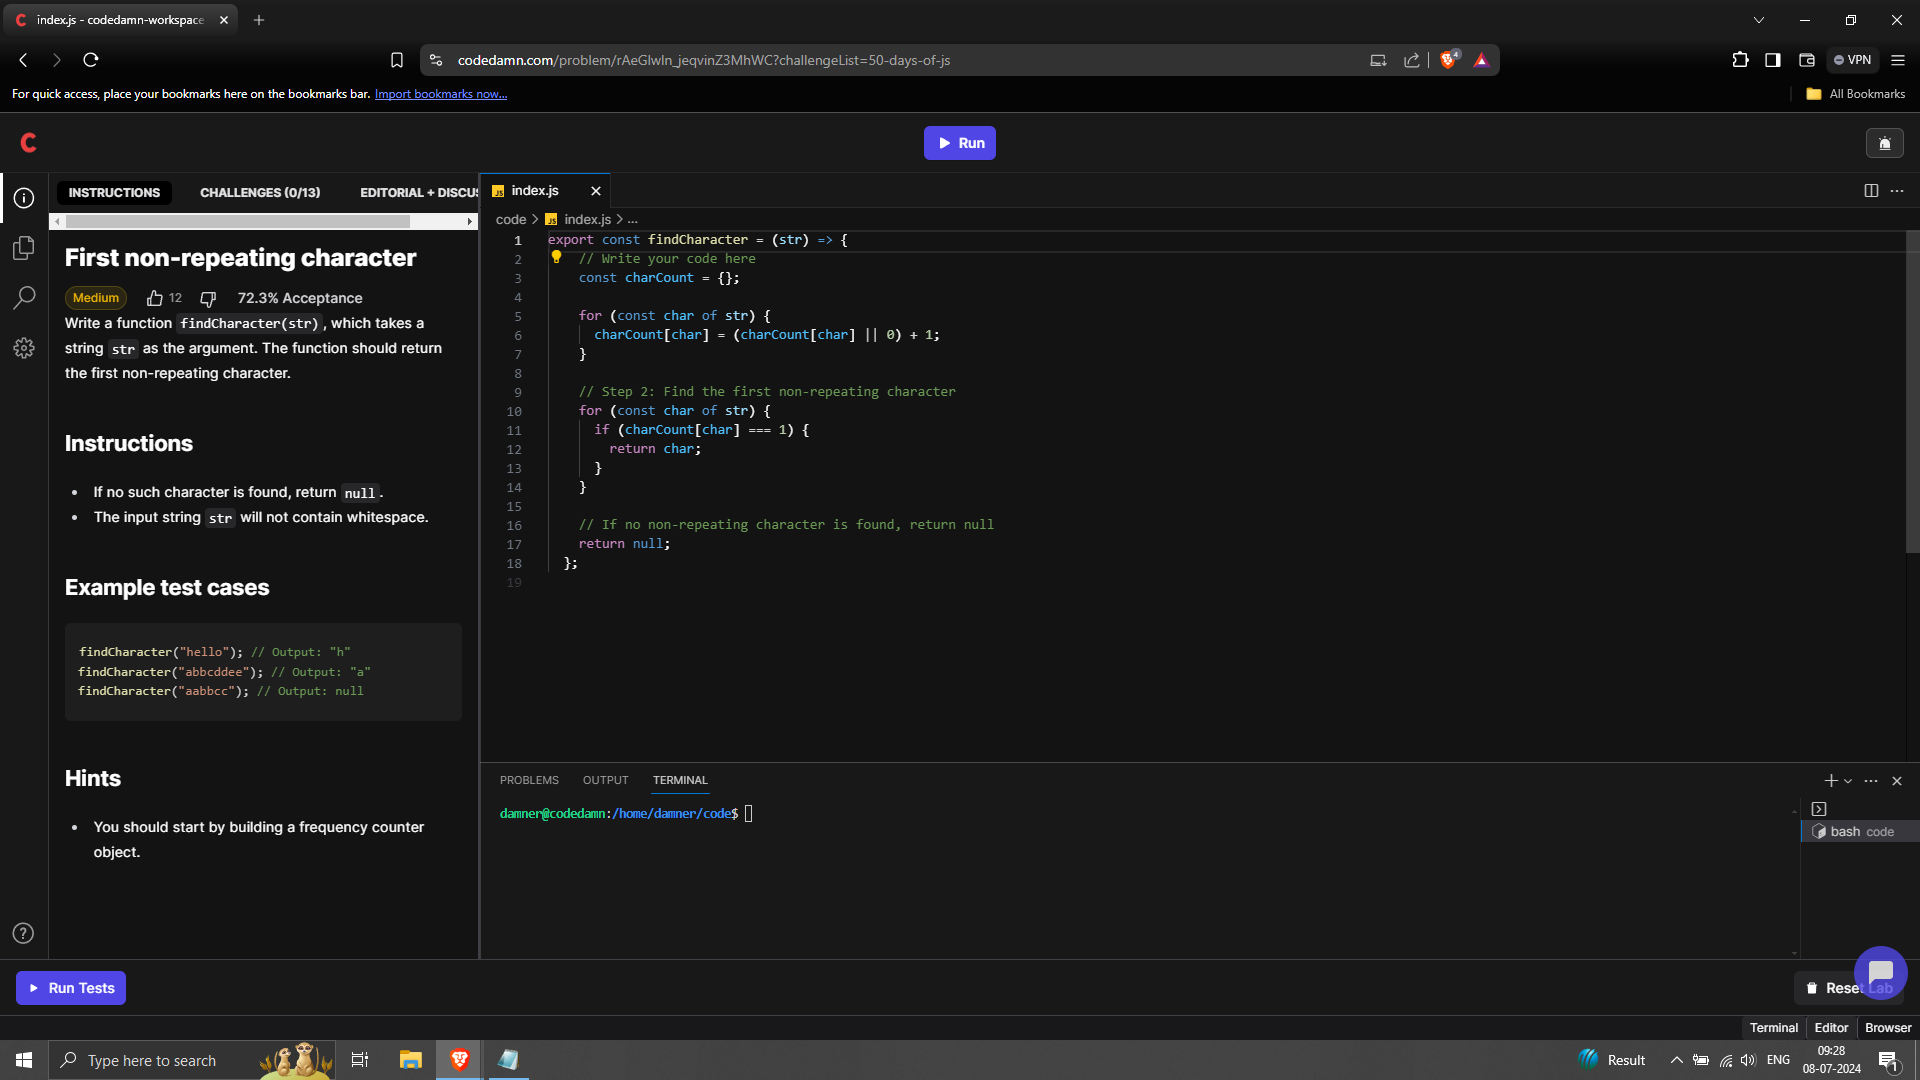 index.js - codedamn-workspace
codedamn.com/problem/rAeGlwln_jeqvinZ3MhWC?challengeList=50-days-of-js
4
VPN
For quick access, place your bookmarks here on the bookmarks bar. Import bookmarks now...
All Bookmarks
Run
INSTRUCTIONS
CHALLENGES (0/13)
EDITORIAL + DISCUS
First non-repeating character
Medium
12
72.3% Acceptance
Write a function findCharacter(str), which takes a
string str as the argument. The function should return
the first non-repeating character.
Instructions
• If no such character is found, return null.
• The input string str will not contain whitespace.
Example test cases
findCharacter("hello"); // Output: "h"
findCharacter("abbcddee"); // Output: "a"
findCharacter("aabbcc"); // Output: null
Hints
• You should start by building a frequency counter
object.
JS index.js
code > JS index.js > ...
1 export const findCharacter = (str) => {
2 // Write your code here
3 const charCount = {};
4
5 for (const char of str) {
6 charCount[char] = (charCount[char] || 0) + 1;
7 }
8
9 // Step 2: Find the first non-repeating character
10 for (const char of str) {
11 if (charCount[char] === 1) {
12 return char;
13 }
14 }
15
16 // If no non-repeating character is found, return null
17 return null;
18 };
19
PROBLEMS
OUTPUT
TERMINAL
damner@codedamn:/home/damner/code$
bash code
Run Tests
Reset Lab
Terminal
Editor
Browser
Type here to search
Result
ENG
09:28
08-07-2024
1